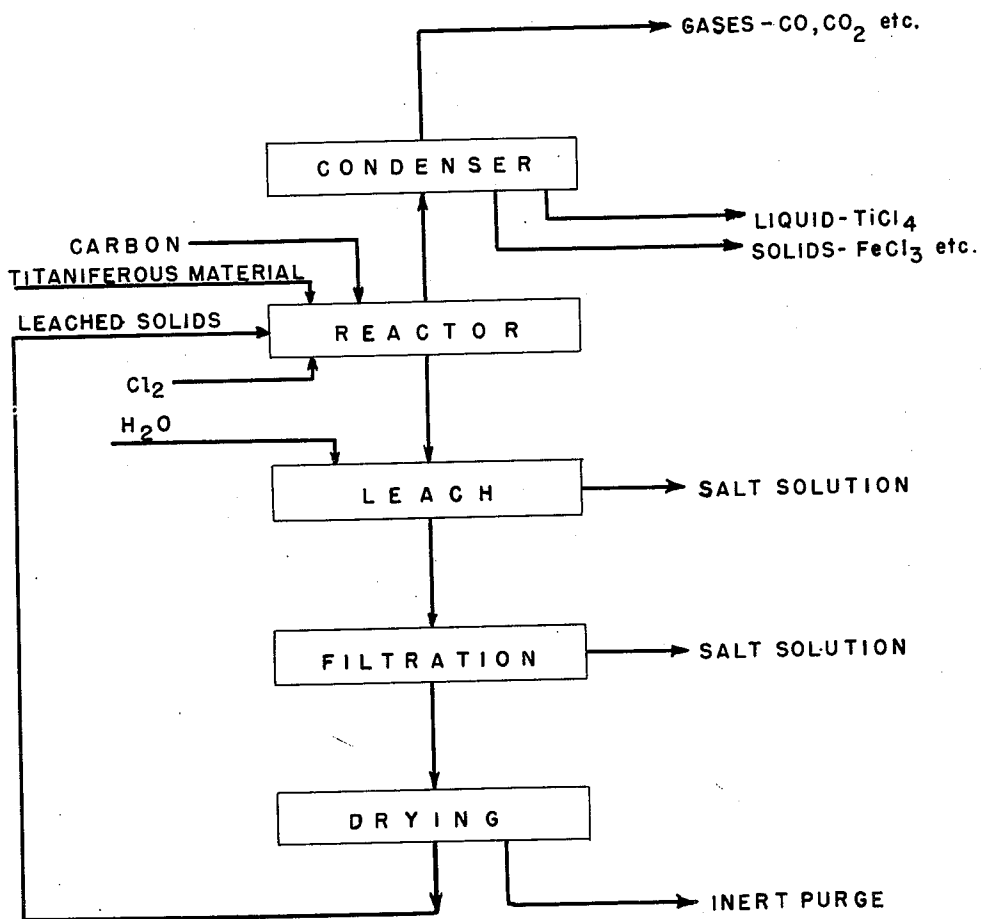 GASES - CO, CO2 etc.
CONDENSER
LIQUID- TiCl4
SOLIDS- FeCl3 etc.
CARBON
TITANIFEROUS MATERIAL
LEACHED SOLIDS
REACTOR
Cl2
H2O
LEACH
SALT SOLUTION
FILTRATION
SALT SOLUTION
DRYING
INERT PURGE